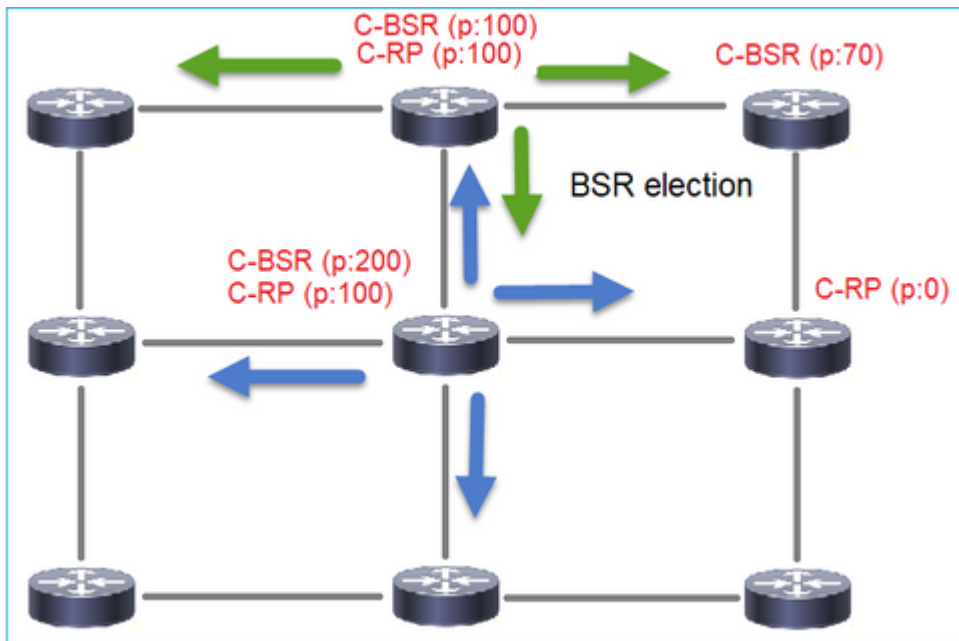 C-BSR (p:100)
C-RP (p:100)
C-BSR (p:70)
BSR election
C-BSR (p:200)
C-RP (p:100)
C-RP (p:0)